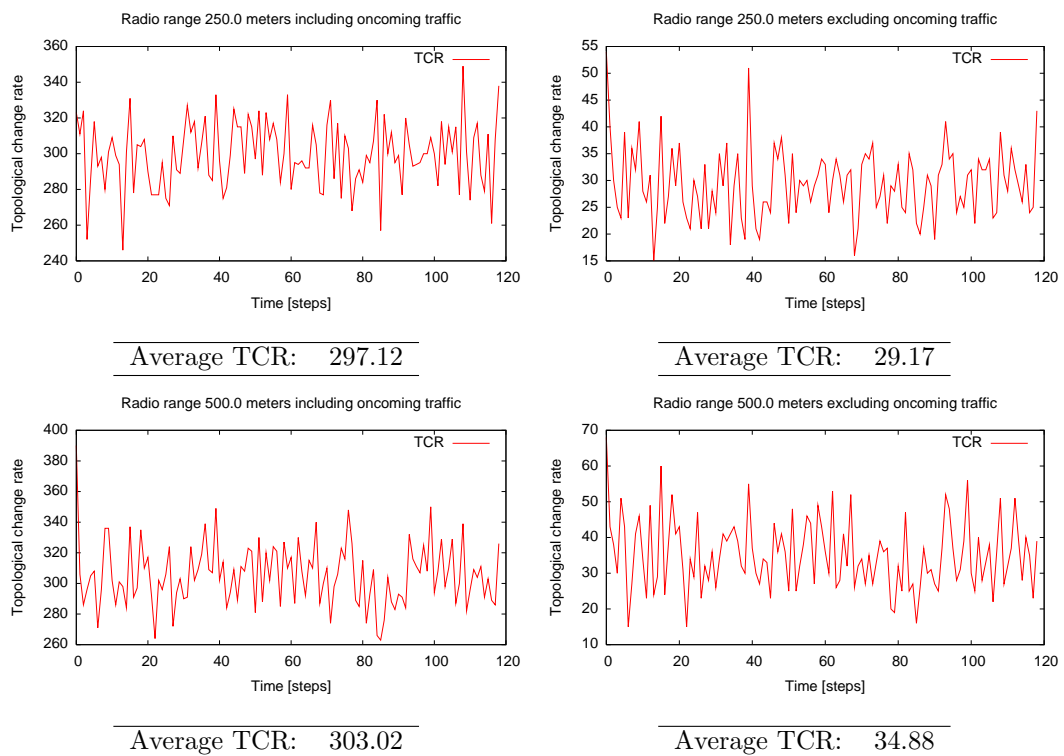 Radio range 250.0 meters including oncoming traffic
TCR
Topological change rate
360
340
320
300
280
260
240
0 20 40 60 80 100 120
Time [steps]
Average TCR: 297.12
Radio range 250.0 meters excluding oncoming traffic
TCR
Topological change rate
55
50
45
40
35
30
25
20
15
0 20 40 60 80 100 120
Time [steps]
Average TCR: 29.17
Radio range 500.0 meters including oncoming traffic
TCR
Topological change rate
400
380
360
340
320
300
280
260
0 20 40 60 80 100 120
Time [steps]
Average TCR: 303.02
Radio range 500.0 meters excluding oncoming traffic
TCR
Topological change rate
70
60
50
40
30
20
10
0 20 40 60 80 100 120
Time [steps]
Average TCR: 34.88